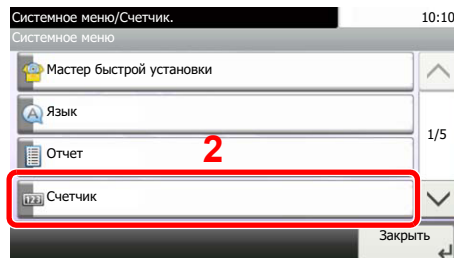 Системное меню/Счетчик.
10:10
Системное меню
Мастер быстрой установки
Язык
1/5
Отчет
2
Счетчик
Закрыть